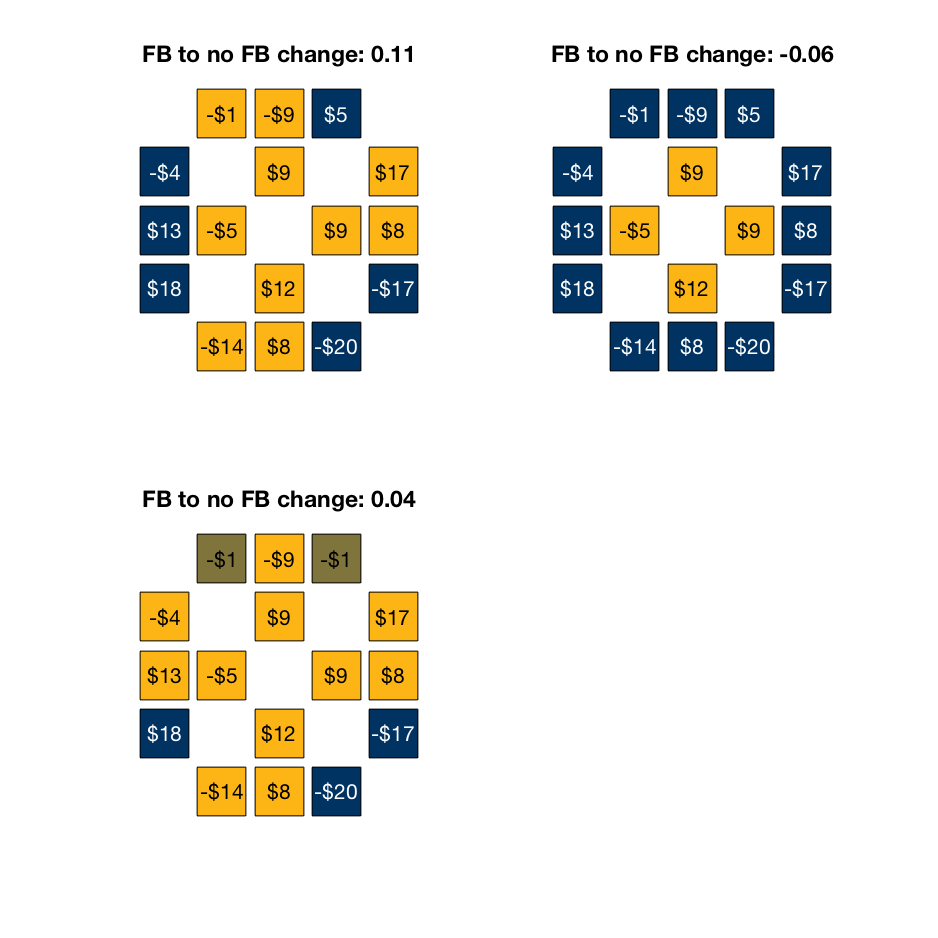 FB to no FB change: 0.11
-$1 -$9 $5
-$4 $9 $17
$13 -$5 $9 $8
$18 $12 -$17
-$14 $8 -$20
FB to no FB change: -0.06
-$1 -$9 $5
-$4 $9 $17
$13 -$5 $9 $8
$18 $12 -$17
-$14 $8 -$20
FB to no FB change: 0.04
-$1 -$9 -$1
-$4 $9 $17
$13 -$5 $9 $8
$18 $12 -$17
-$14 $8 -$20